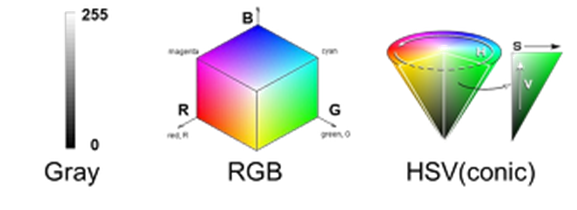 255
0
Gray
B
magenta
cyan
R
G
red, R
green, G
RGB
H
S
V
HSV(conic)